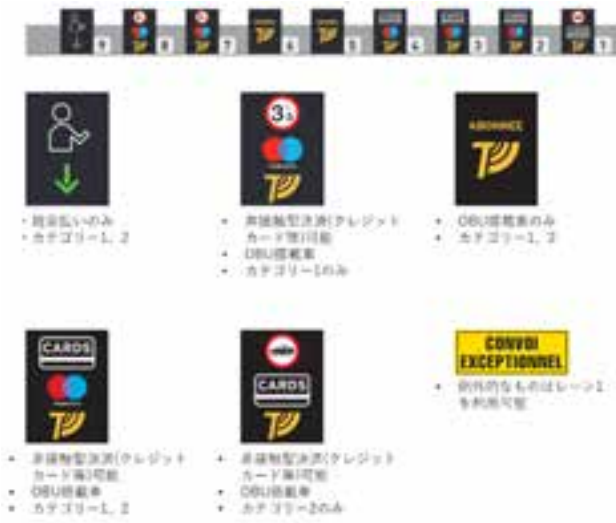 9 8 7 6 5 4 3 2 1
3.5
ABONNEE
・現金払いのみ
・カテゴリー1, 2
• 非接触型決済(クレジット
カード等)可能
• OBU搭載車
• カテゴリー1のみ
• OBU搭載車のみ
• カテゴリー1, 2
CARDS
CARDS
CONVOI
EXCEPTIONNEL
• 例外的なものはレーン1
を利用可能
• 非接触型決済(クレジット
カード等)可能
• OBU搭載車
• カテゴリー1, 2
• 非接触型決済(クレジット
カード等)可能
• OBU搭載車
• カテゴリー2のみ